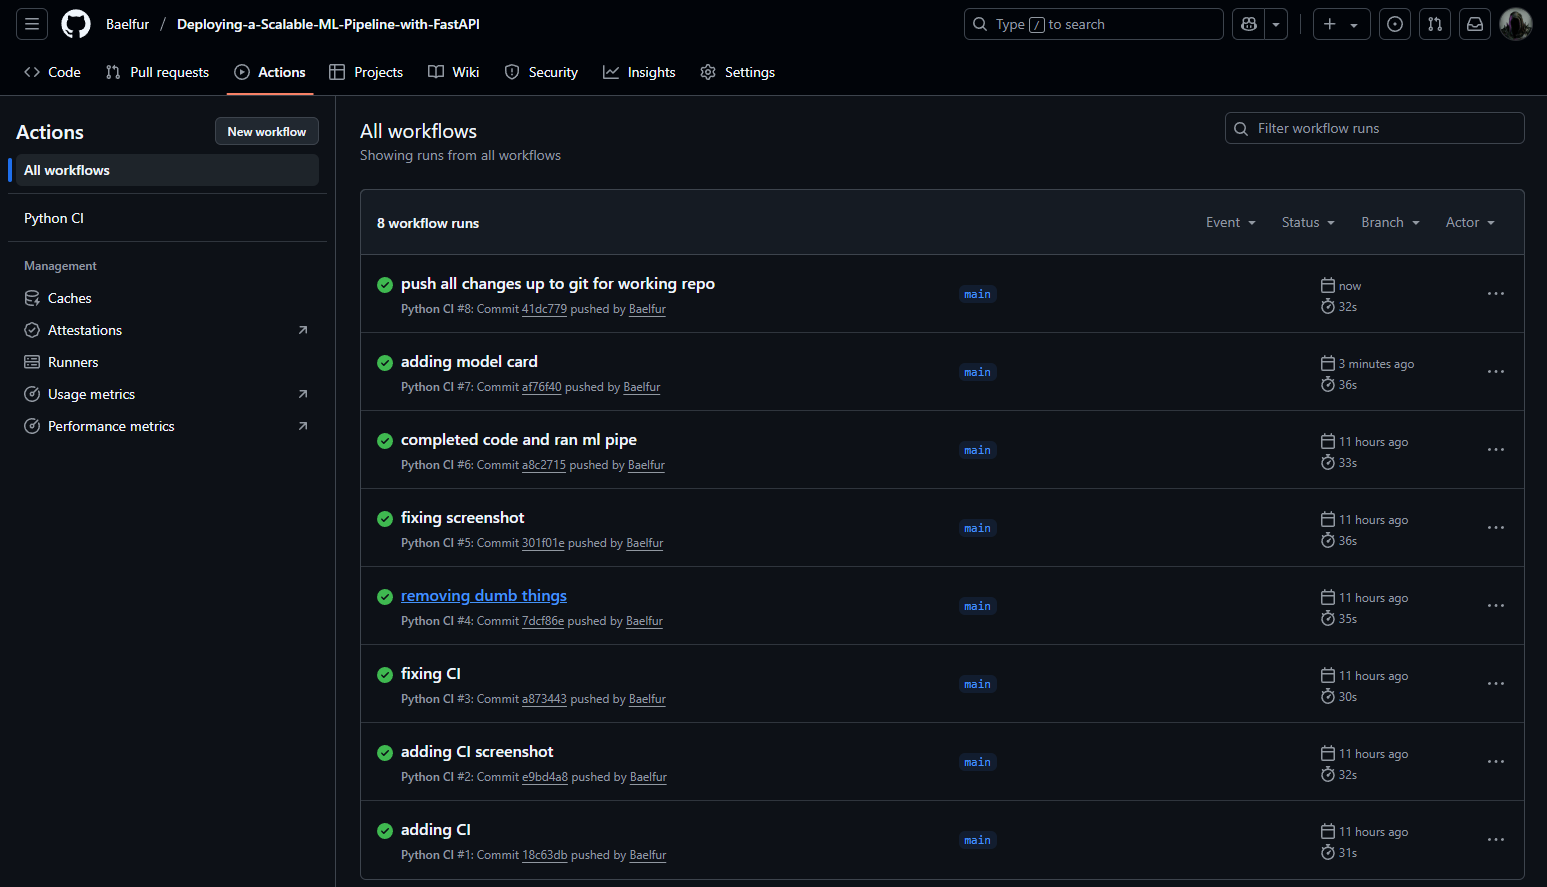 Baelfur / Deploying-a-Scalable-ML-Pipeline-with-FastAPI
Type / to search
Code Pull requests Actions Projects Wiki Security Insights Settings
Actions
New workflow
All workflows
Python CI
Management
Caches
Attestations
Runners
Usage metrics
Performance metrics
All workflows
Showing runs from all workflows
Filter workflow runs
8 workflow runs
Event Status Branch Actor
push all changes up to git for working repo
Python CI #8: Commit 41dc779 pushed by Baelfur
main
now
32s
adding model card
Python CI #7: Commit af76f40 pushed by Baelfur
main
3 minutes ago
36s
completed code and ran ml pipe
Python CI #6: Commit a8c2715 pushed by Baelfur
main
11 hours ago
33s
fixing screenshot
Python CI #5: Commit 301f01e pushed by Baelfur
main
11 hours ago
36s
removing dumb things
Python CI #4: Commit 7dcf86e pushed by Baelfur
main
11 hours ago
35s
fixing CI
Python CI #3: Commit a873443 pushed by Baelfur
main
11 hours ago
30s
adding CI screenshot
Python CI #2: Commit e9bd4a8 pushed by Baelfur
main
11 hours ago
32s
adding CI
Python CI #1: Commit 18c63db pushed by Baelfur
main
11 hours ago
31s